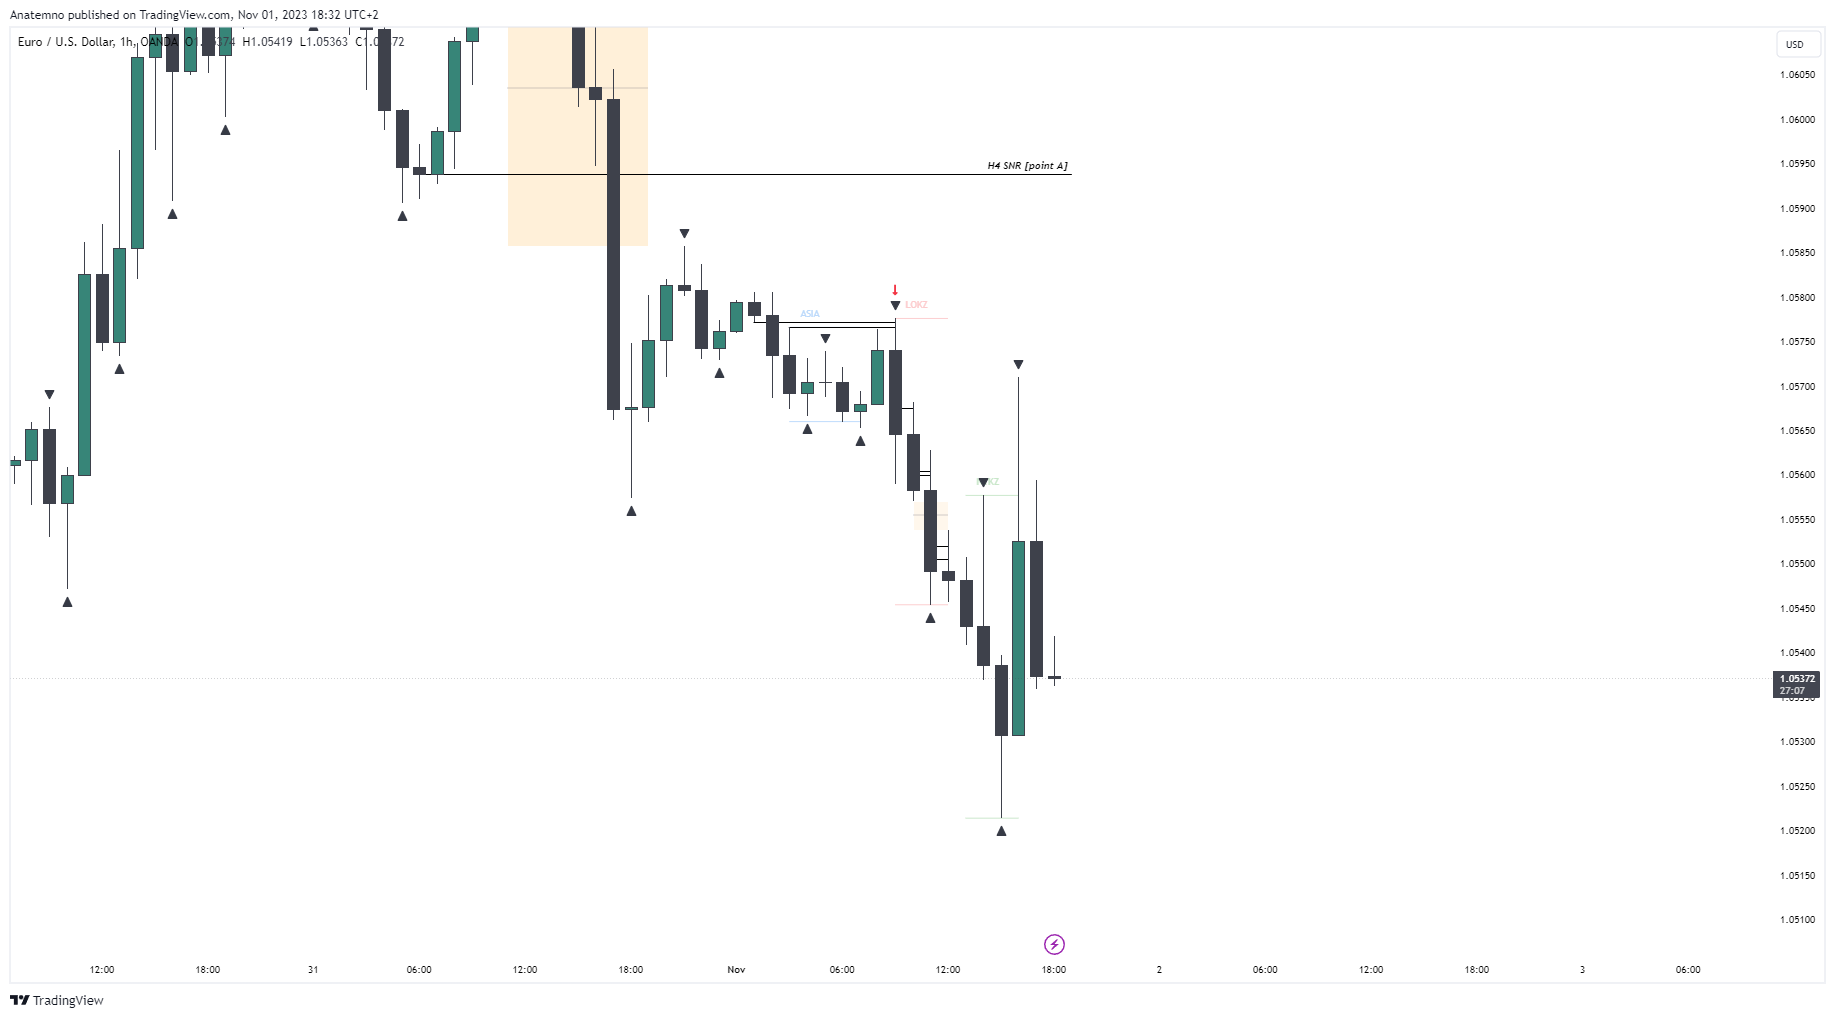 Anatemno published on TradingView.com, Nov 01, 2023 18:32 UTC+2
Euro / U.S. Dollar, 1h, OANDA H1.05419 L1.05363
USD
1.06050
1.06000
H4 SNR [point A]
1.05950
1.05900
1.05850
LOKZ
1.05800
ASIA
1.05750
1.05700
1.05650
1.05600
1.05550
1.05500
1.05450
1.05400
1.05372
27:07
1.05300
1.05250
1.05200
1.05150
1.05100
12:00 18:00 31 06:00 12:00 18:00 Nov 06:00 12:00 18:00 2 06:00 12:00 18:00 3 06:00
TradingView